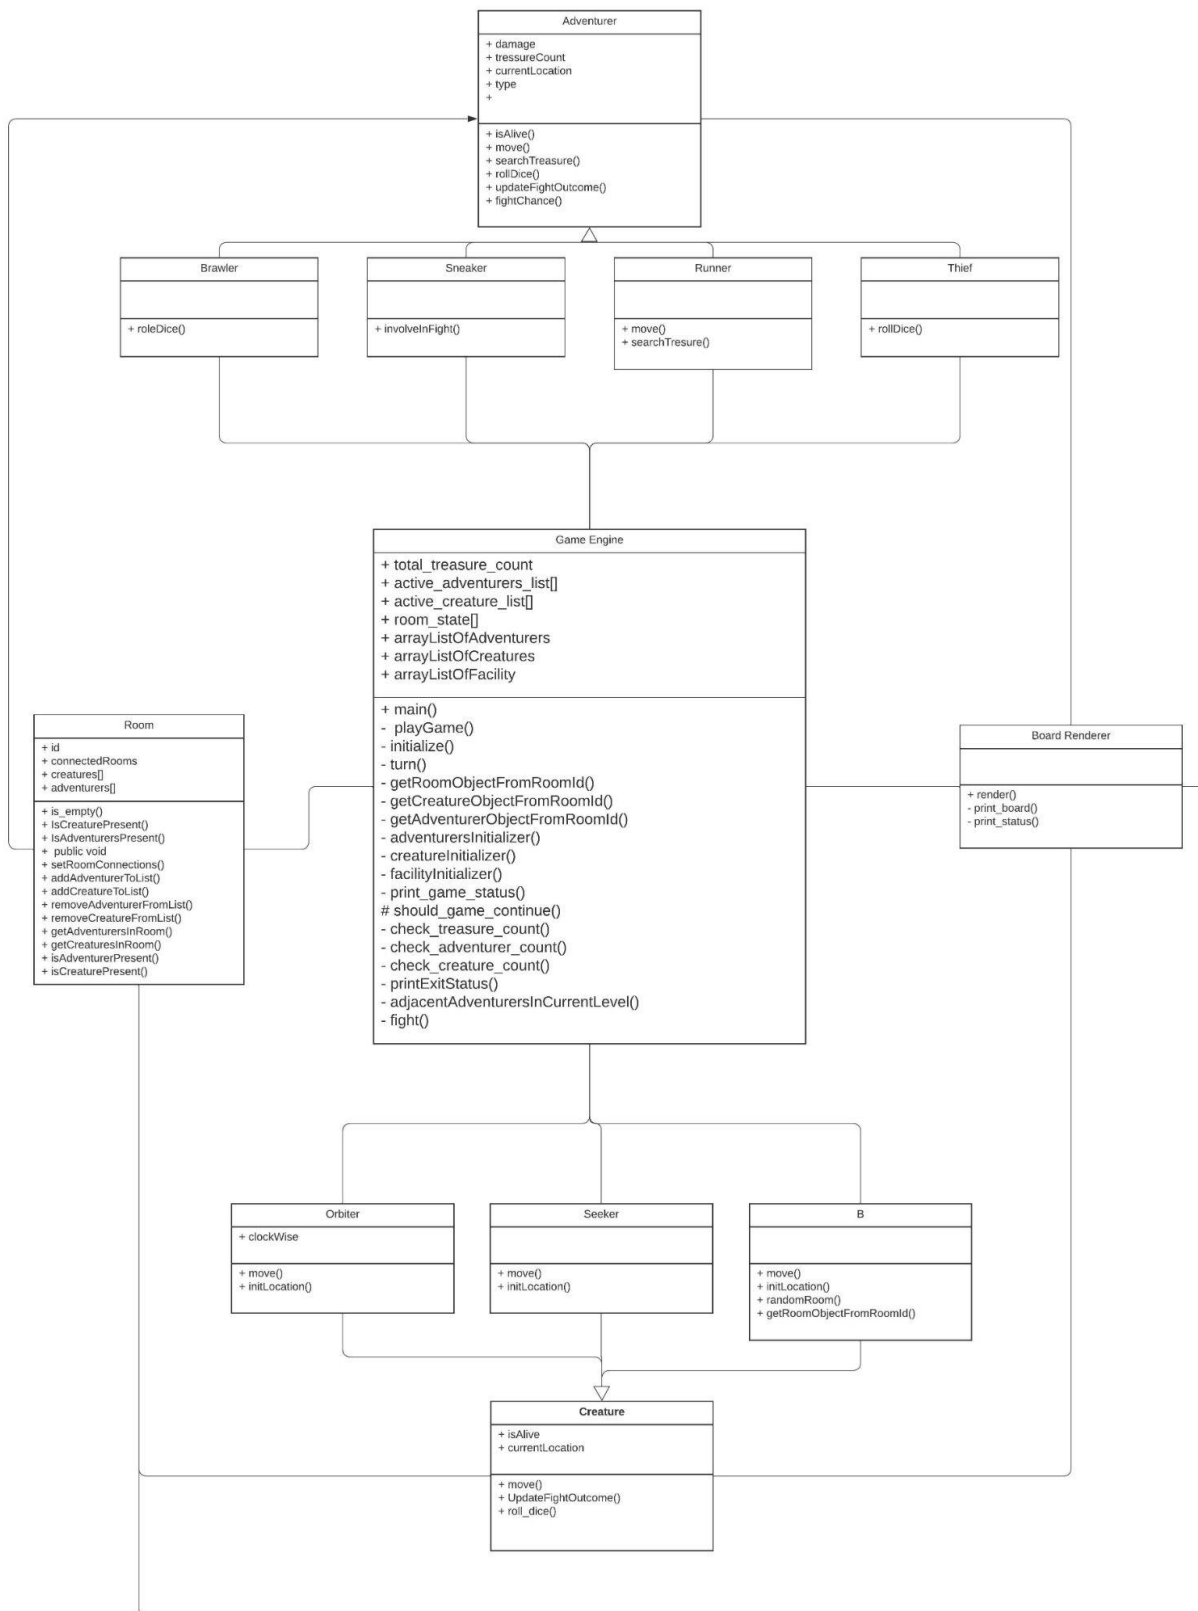 Adventurer
+ damage
+ tressureCount
+ currentLocation
+ type
+
+ isAlive()
+ move()
+ searchTreasure()
+ rollDice()
+ updateFightOutcome()
+ fightChance()
Brawler
+ roleDice()
Sneaker
+ involveInFight()
Runner
+ move()
+ searchTresure()
Thief
+ rollDice()
Game Engine
+ total_treasure_count
+ active_adventurers_list[]
+ active_creature_list[]
+ room_state[]
+ arrayListOfAdventurers
+ arrayListOfCreatures
+ arrayListOfFacility
+ main()
- playGame()
- initialize()
- turn()
- getRoomObjectFromRoomId()
- getCreatureObjectFromRoomId()
- getAdventurerObjectFromRoomId()
- adventurersInitializer()
- creatureInitializer()
- facilityInitializer()
- print_game_status()
# should_game_continue()
- check_treasure_count()
- check_adventurer_count()
- check_creature_count()
- printExitStatus()
- adjacentAdventurersInCurrentLevel()
- fight()
Room
+ id
+ connectedRooms
+ creatures[]
+ adventurers[]
+ is_empty()
+ IsCreaturePresent()
+ IsAdventurersPresent()
+ public void
+ setRoomConnections()
+ addAdventurerToList()
+ addCreatureToList()
+ removeAdventurerFromList()
+ removeCreatureFromList()
+ getAdventursInRoom()
+ getCreaturesInRoom()
+ isAdventurerPresent()
+ isCreaturePresent()
Board Renderer
+ render()
- print_board()
- print_status()
Orbiter
+ clockWise
+ move()
+ initLocation()
Seeker
+ move()
+ initLocation()
B
+ move()
+ initLocation()
+ randomRoom()
+ getRoomObjectFromRoomId()
Creature
+ isAlive
+ currentLocation
+ move()
+ UpdateFightOutcome()
+ roll_dice()